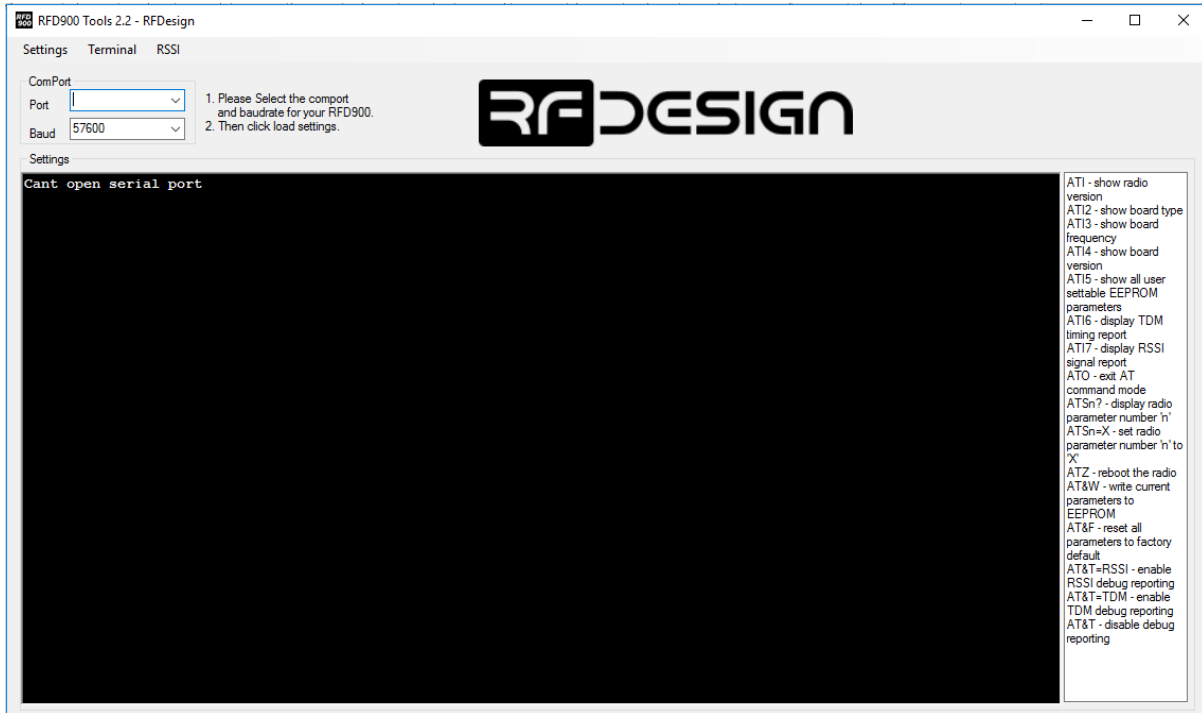 RFD900 Tools 2.2 - RFDesign
Settings Terminal RSSI
ComPort
Port
Baud 57600
1. Please Select the comport
and baudrate for your RFD900.
2. Then click load settings.
RFDESIGN
Settings
Cant open serial port
ATI - show radio
version
ATI2 - show board type
ATI3 - show board
frequency
ATI4 - show board
version
ATI5 - show all user
settable EEPROM
parameters
ATI6 - display TDM
timing report
ATI7 - display RSSI
signal report
ATO - exit AT
command mode
ATSn? - display radio
parameter number 'n'
ATSn=X - set radio
parameter number 'n' to
'X'
ATZ - reboot the radio
AT&W - write current
parameters to
EEPROM
AT&F - reset all
parameters to factory
default
AT&T=RSSI - enable
RSSI debug reporting
AT&T=TDM - enable
TDM debug reporting
AT&T - disable debug
reporting